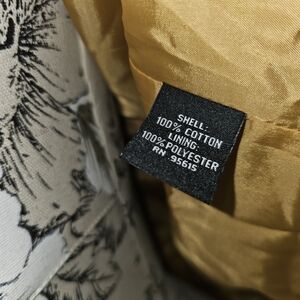 SHELL:
100% COTTON
LINING:
100% POLYESTER
RN 95615